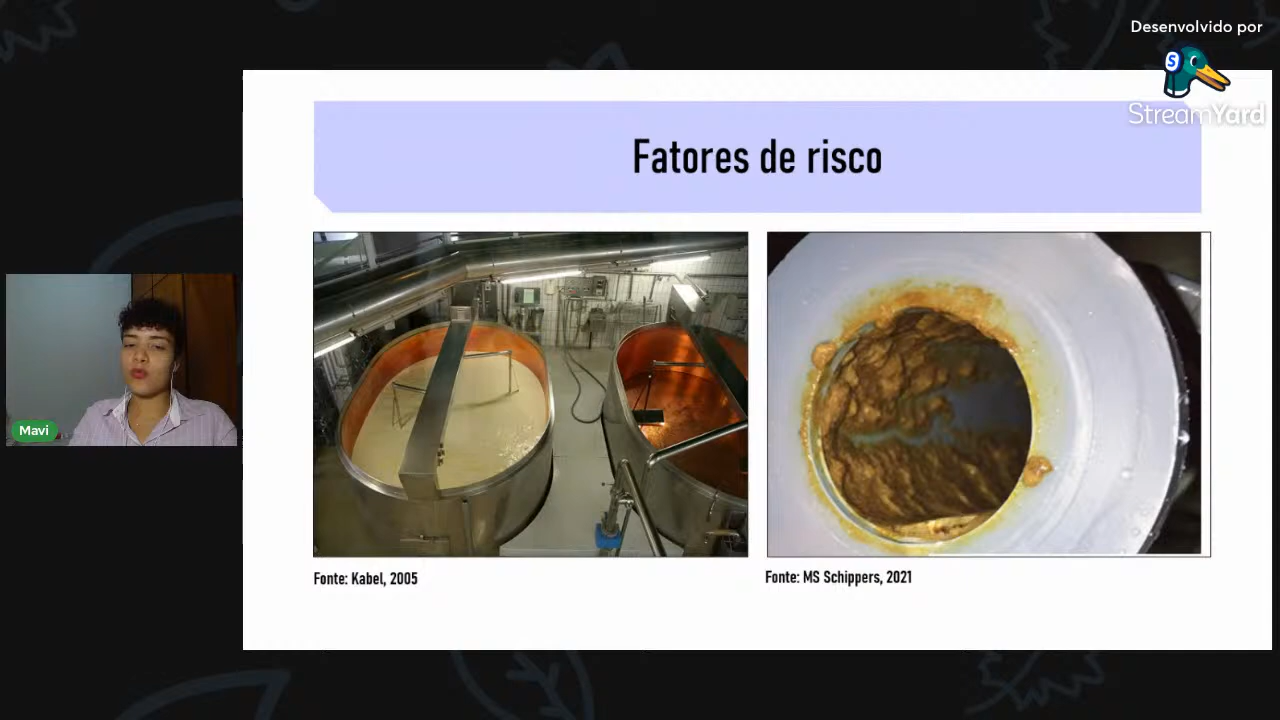 Desenvolvido por
S
StreamYard
Fatores de risco
Mavi
Fonte: Kabel, 2005
Fonte: MS Schippers, 2021